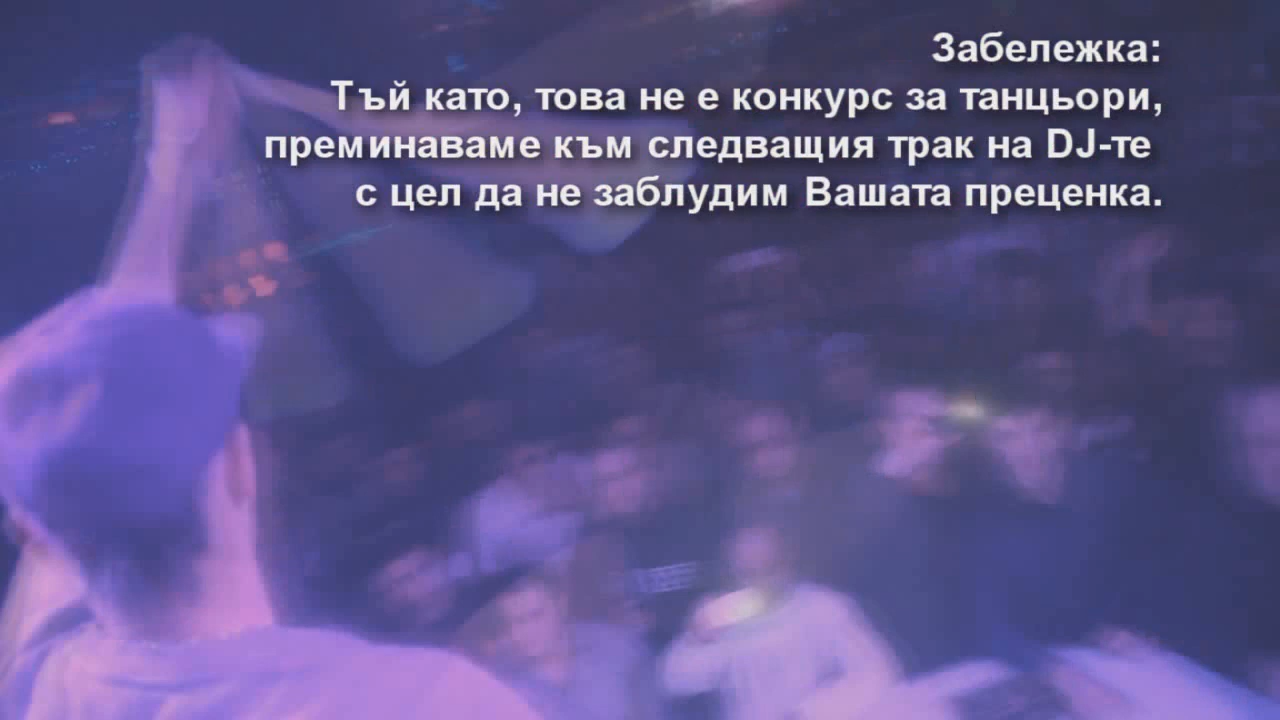 Забележка:
Тъй като, това не е конкурс за танцьори,
преминаваме към следващия трак на DJ-те
с цел да не заблудим Вашата преценка.